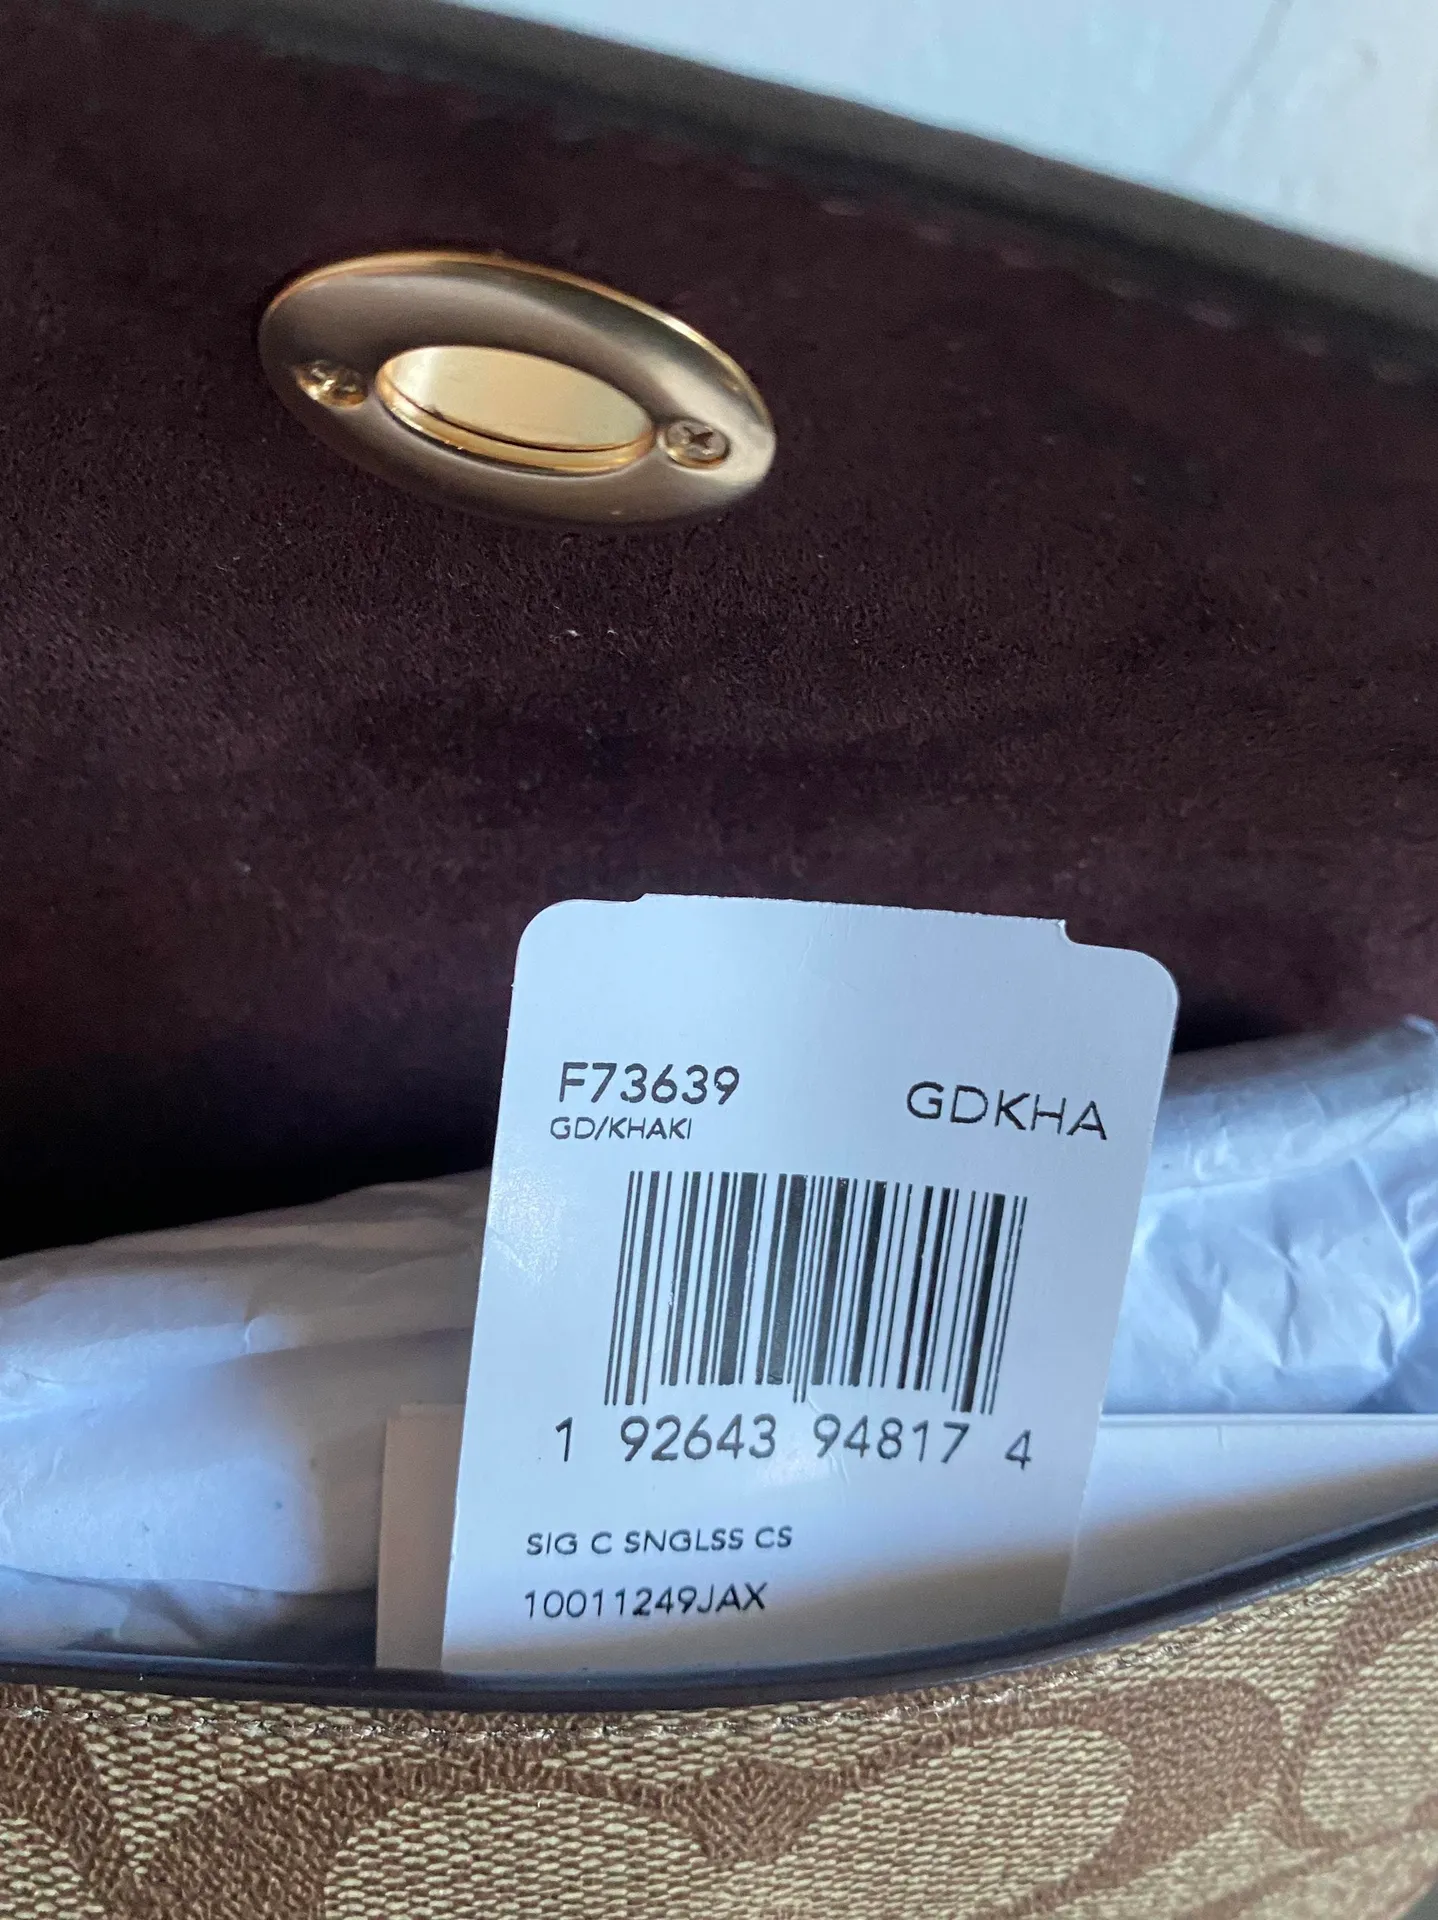 F73639 GDKHA
GD/KHAKI
1 92643 94817 4
SIG C SNGLSS CS
10011249JAX